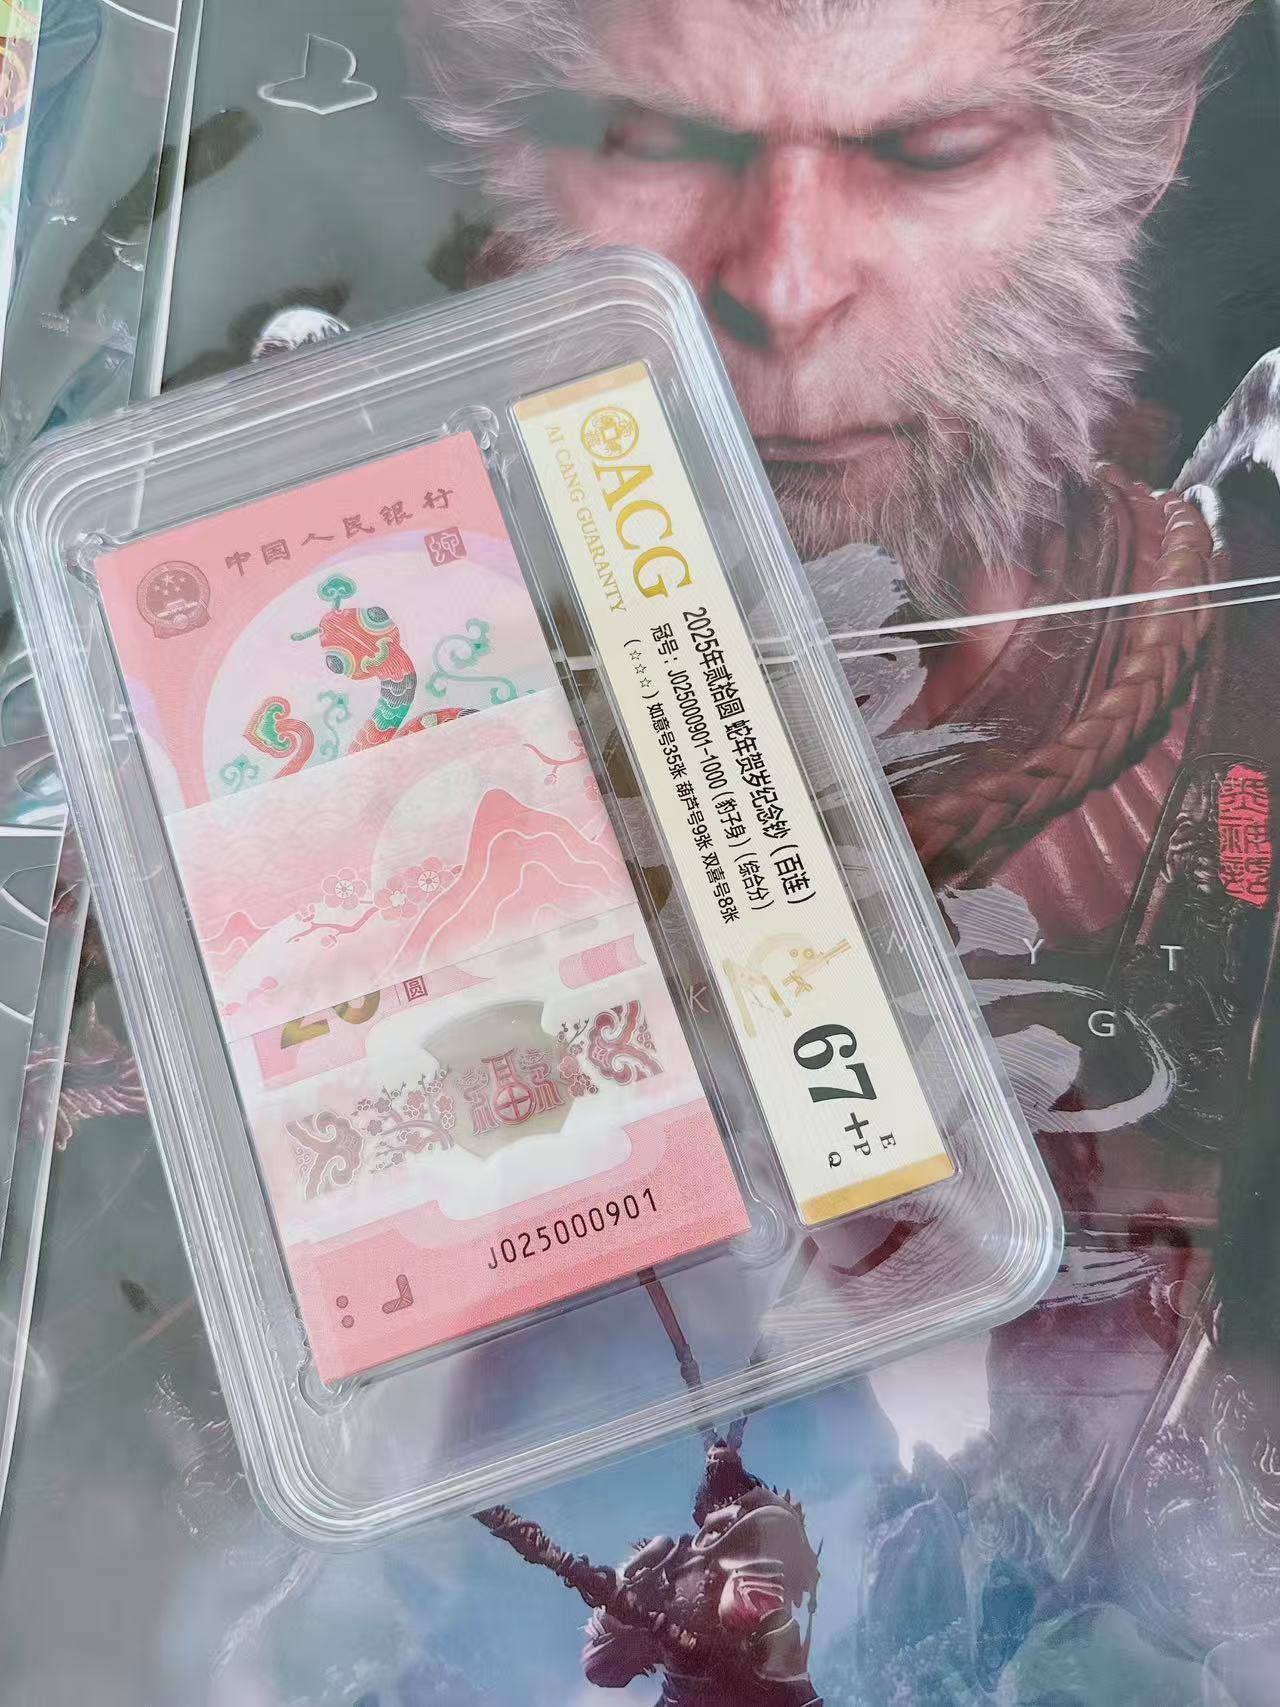 中国人民银行
20
圆
J025000901
ACG
AI CANG GUARANTY
2025年贰拾圆 蛇年贺岁纪念钞（百连）
冠号：J025000901-1000（豹子身）（综合分）
（☆☆☆）如意号35张 葫芦号9张 双喜号8张
67+
E
P
Q
K
N
Y
T
G